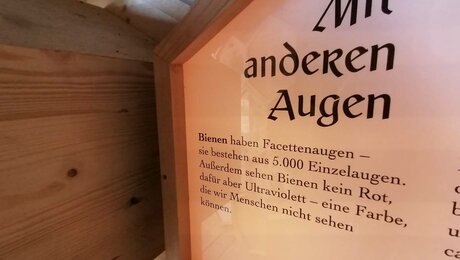 Mit
anderen
Augen
Bienen haben Facettenaugen –
sie bestehen aus 5.000 Einzelaugen.
Außerdem sehen Bienen kein Rot,
dafür aber Ultraviolett – eine Farbe,
die wir Menschen nicht sehen
können.